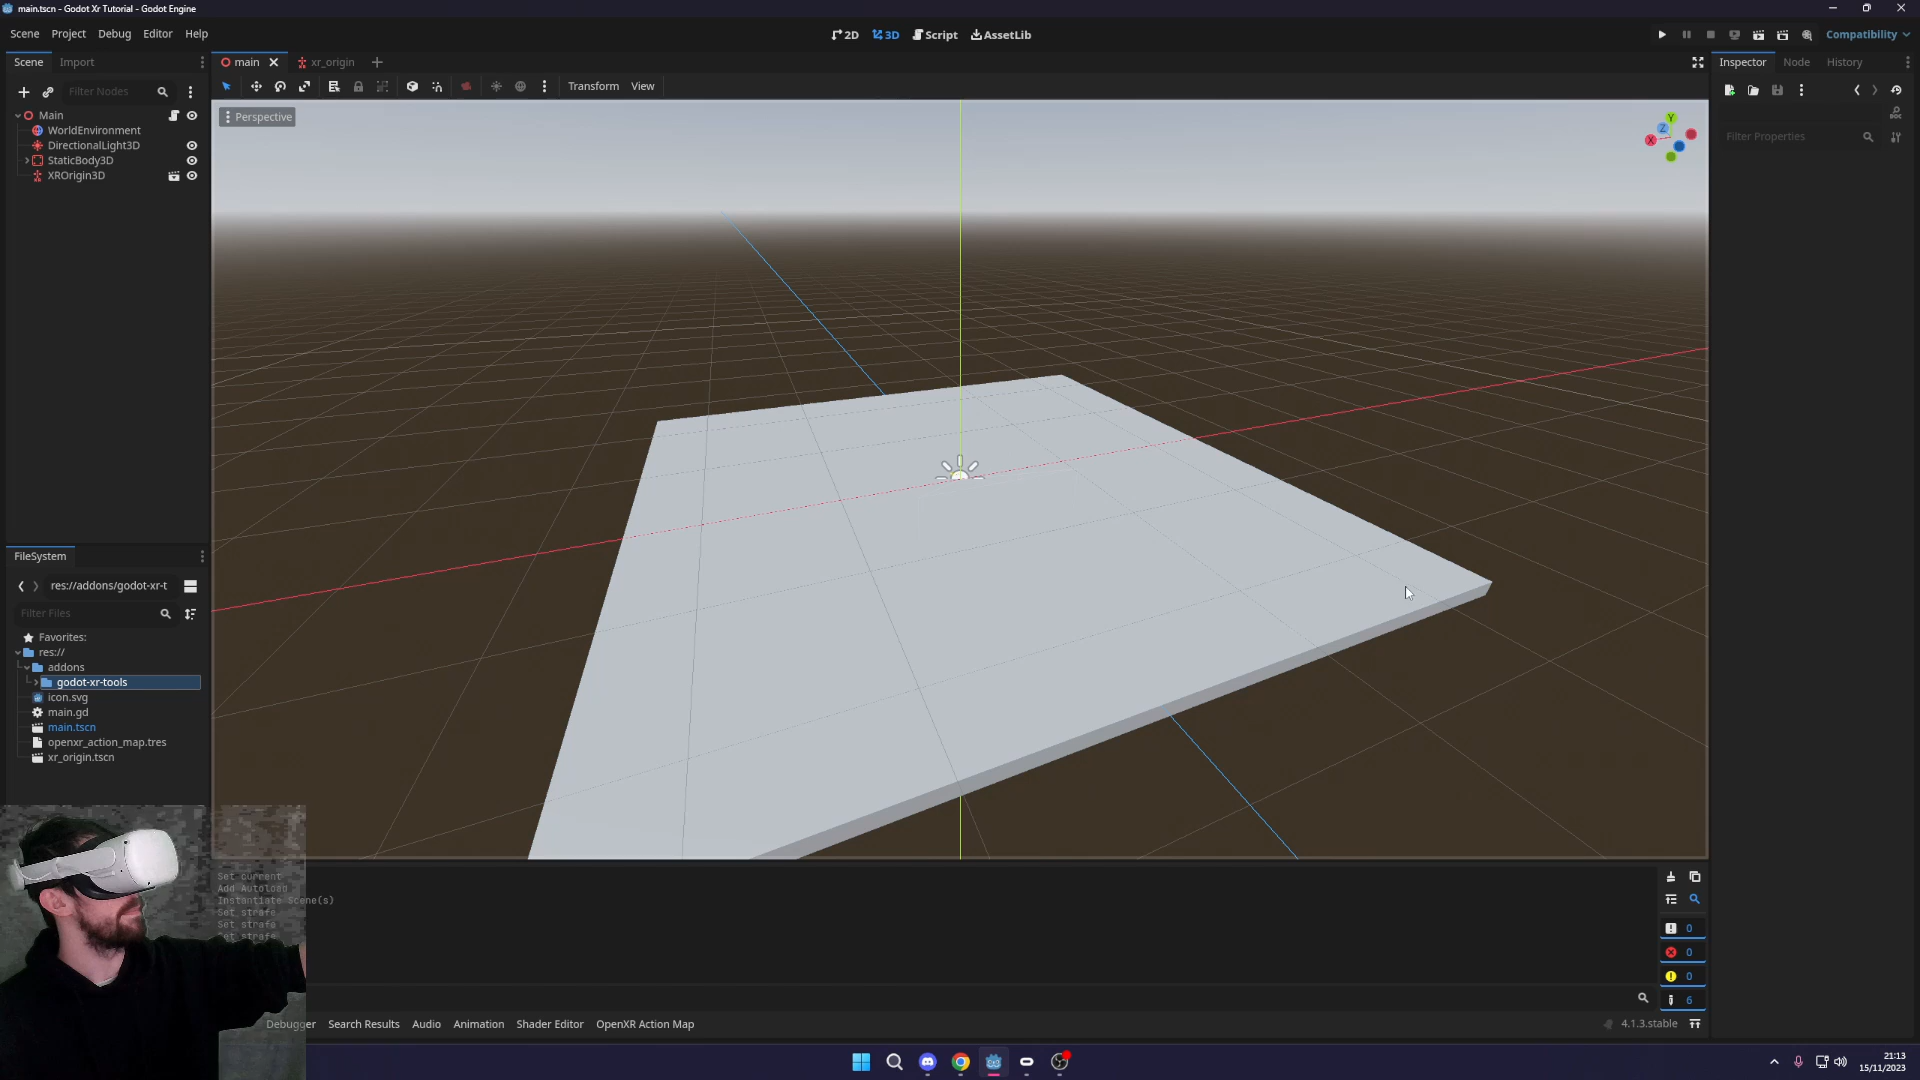 main.tscn - Godot Xr Tutorial - Godot Engine
Scene Project Debug Editor Help
2D 3D Script AssetLib
Compatibility
Scene Import
main xr_origin
Inspector Node History
Filter Nodes
Transform View
Main
WorldEnvironment
DirectionalLight3D
StaticBody3D
XROrigin3D
Perspective
Y
Z
X
DOC
Filter Properties
FileSystem
res://addons/godot-xr-t
Filter Files
Favorites:
res://
addons
godot-xr-tools
icon.svg
main.gd
main.tscn
openxr_action_map.tres
xr_origin.tscn
Set current
Add Autoload
Instantiate Scene(s)
Set strafe
Set strafe
Set strafe
0
0
0
6
Debugger Search Results Audio Animation Shader Editor OpenXR Action Map
4.1.3.stable
21:13
15/11/2023